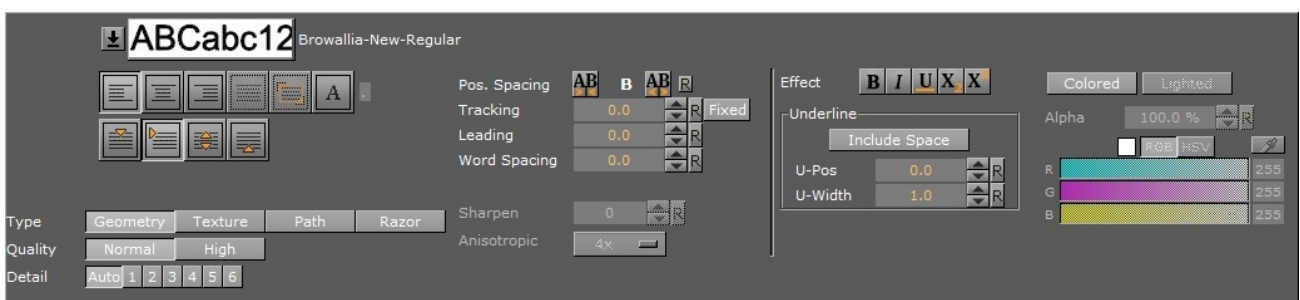 ABCabc12 Browallia-New-Regular
A
Pos. Spacing AB B AB R
Tracking 0.0 R Fixed
Leading 0.0 R
Word Spacing 0.0 R
Sharpen 0 R
Anisotropic 4x
Effect B I U X2 X
Underline
Include Space
U-Pos 0.0 R
U-Width 1.0 R
Colored Lighted
Alpha 100.0 % R
RGB HSV
R 255
G 255
B 255
Type Geometry Texture Path Razor
Quality Normal High
Detail Auto 1 2 3 4 5 6